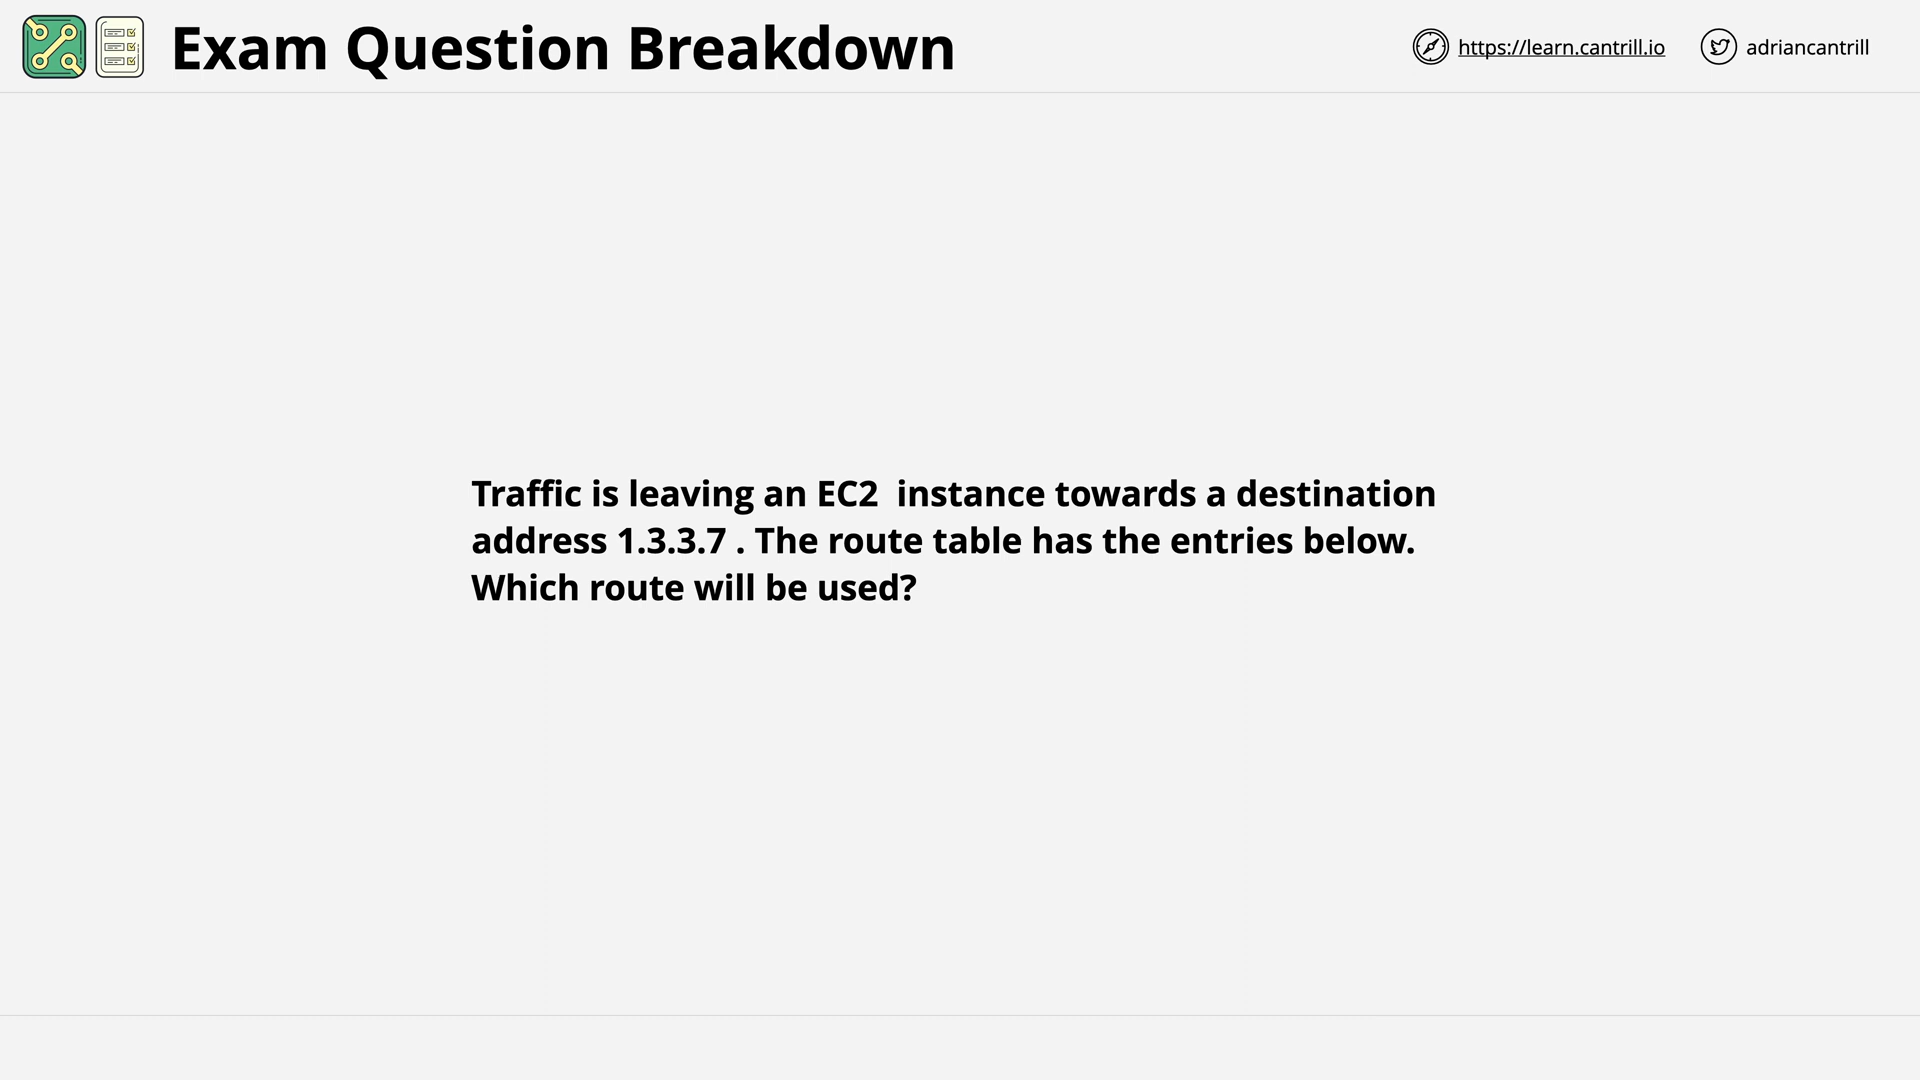 Exam Question Breakdown
https://learn.cantrill.io
adriancantrill
Traffic is leaving an EC2  instance towards a destination
address 1.3.3.7 . The route table has the entries below.
Which route will be used?